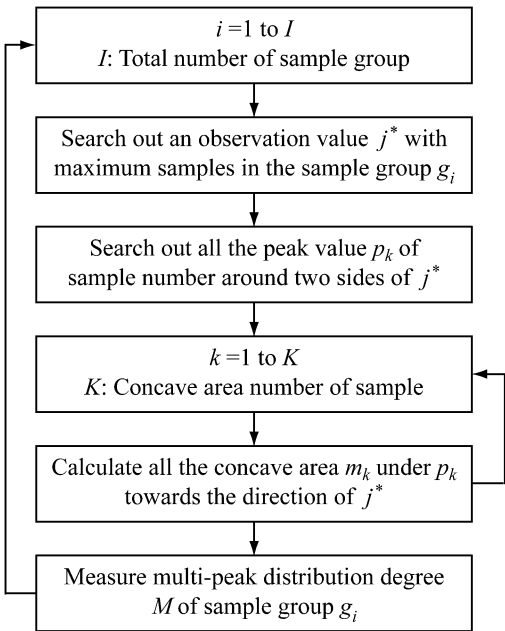 i =1 to I
I: Total number of sample group
Search out an observation value j* with
maximum samples in the sample group gᵢ
Search out all the peak value pₖ of
sample number around two sides of j*
k =1 to K
K: Concave area number of sample
Calculate all the concave area mₖ under pₖ
towards the direction of j*
Measure multi-peak distribution degree
M of sample group gᵢ